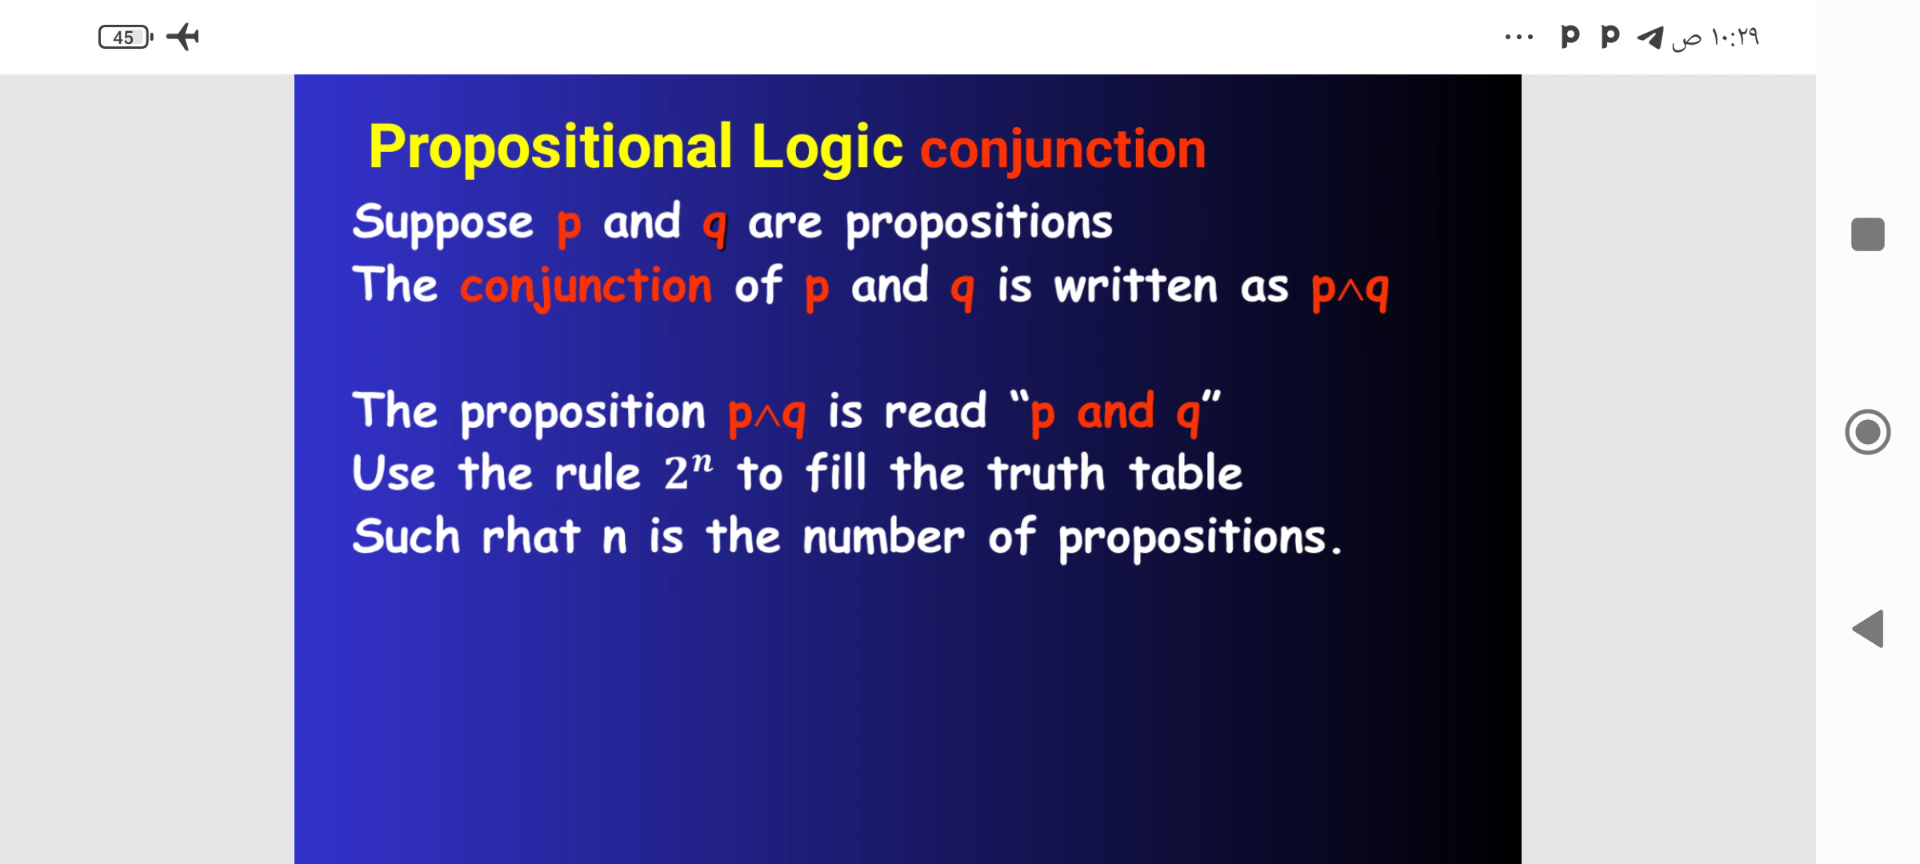 45
١٠:٢٩ ص
Propositional Logic conjunction
Suppose p and q are propositions
The conjunction of p and q is written as p∧q
The proposition p∧q is read “p and q”
Use the rule 2ⁿ to fill the truth table
Such rhat n is the number of propositions.